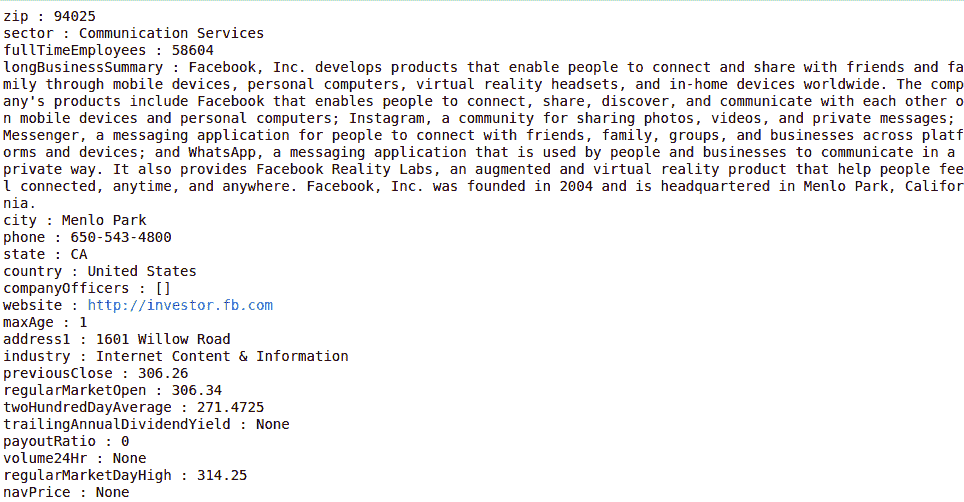 zip : 94025
sector : Communication Services
fullTimeEmployees : 58604
longBusinessSummary : Facebook, Inc. develops products that enable people to connect and share with friends and fa
mily through mobile devices, personal computers, virtual reality headsets, and in-home devices worldwide. The comp
any's products include Facebook that enables people to connect, share, discover, and communicate with each other o
n mobile devices and personal computers; Instagram, a community for sharing photos, videos, and private messages;
Messenger, a messaging application for people to connect with friends, family, groups, and businesses across platf
orms and devices; and WhatsApp, a messaging application that is used by people and businesses to communicate in a
private way. It also provides Facebook Reality Labs, an augmented and virtual reality product that help people fee
l connected, anytime, and anywhere. Facebook, Inc. was founded in 2004 and is headquartered in Menlo Park, Califor
nia.
city : Menlo Park
phone : 650-543-4800
state : CA
country : United States
companyOfficers : []
website : http://investor.fb.com
maxAge : 1
address1 : 1601 Willow Road
industry : Internet Content & Information
previousClose : 306.26
regularMarketOpen : 306.34
twoHundredDayAverage : 271.4725
trailingAnnualDividendYield : None
payoutRatio : 0
volume24Hr : None
regularMarketDayHigh : 314.25
navPrice : None